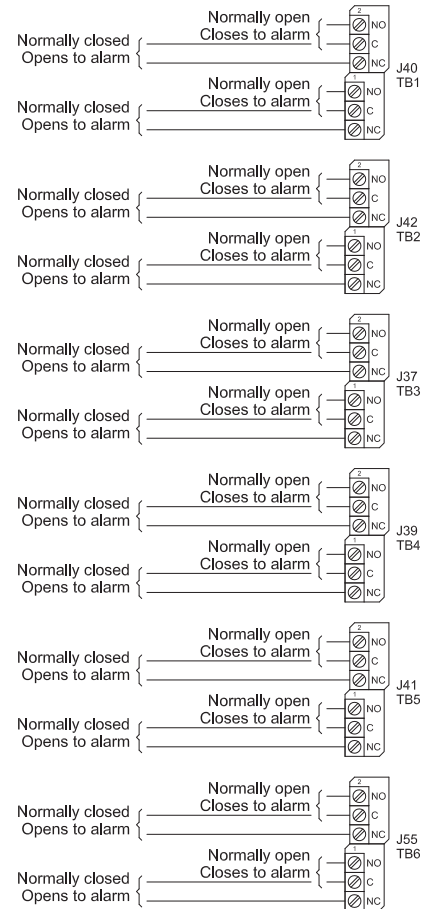 2
Normally open
Closes to alarm {
NO
Normally closed
Opens to alarm {
C
NC
J40
TB1
1
Normally open
Closes to alarm {
NO
Normally closed
Opens to alarm {
C
NC
2
Normally open
Closes to alarm {
NO
Normally closed
Opens to alarm {
C
NC
J42
TB2
1
Normally open
Closes to alarm {
NO
Normally closed
Opens to alarm {
C
NC
2
Normally open
Closes to alarm {
NO
Normally closed
Opens to alarm {
C
NC
J37
TB3
1
Normally open
Closes to alarm {
NO
Normally closed
Opens to alarm {
C
NC
2
Normally open
Closes to alarm {
NO
Normally closed
Opens to alarm {
C
NC
J39
TB4
1
Normally open
Closes to alarm {
NO
Normally closed
Opens to alarm {
C
NC
2
Normally open
Closes to alarm {
NO
Normally closed
Opens to alarm {
C
NC
J41
TB5
1
Normally open
Closes to alarm {
NO
Normally closed
Opens to alarm {
C
NC
2
Normally open
Closes to alarm {
NO
Normally closed
Opens to alarm {
C
NC
J55
TB6
1
Normally open
Closes to alarm {
NO
Normally closed
Opens to alarm {
C
NC